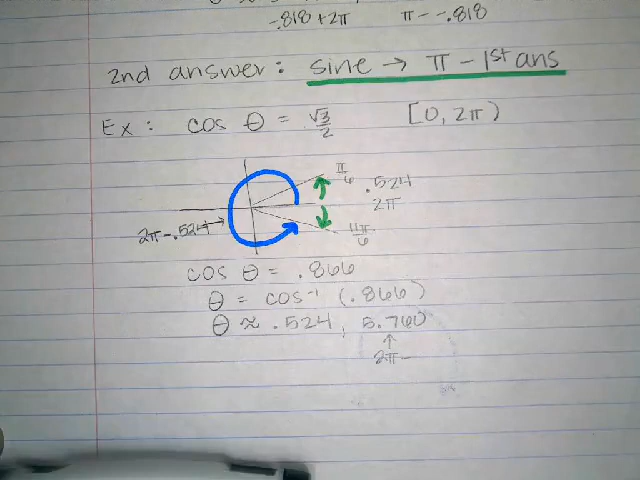 -.818+2π π--.818
2nd answer: sine → π - 1st ans
Ex: cos θ = √3/2 [0, 2π)
π/6 .524
2π
2π-.524 → 11π/6
cos θ = .866
θ = cos⁻¹ (.866)
θ ≈ .524, 5.760
↑
2π-